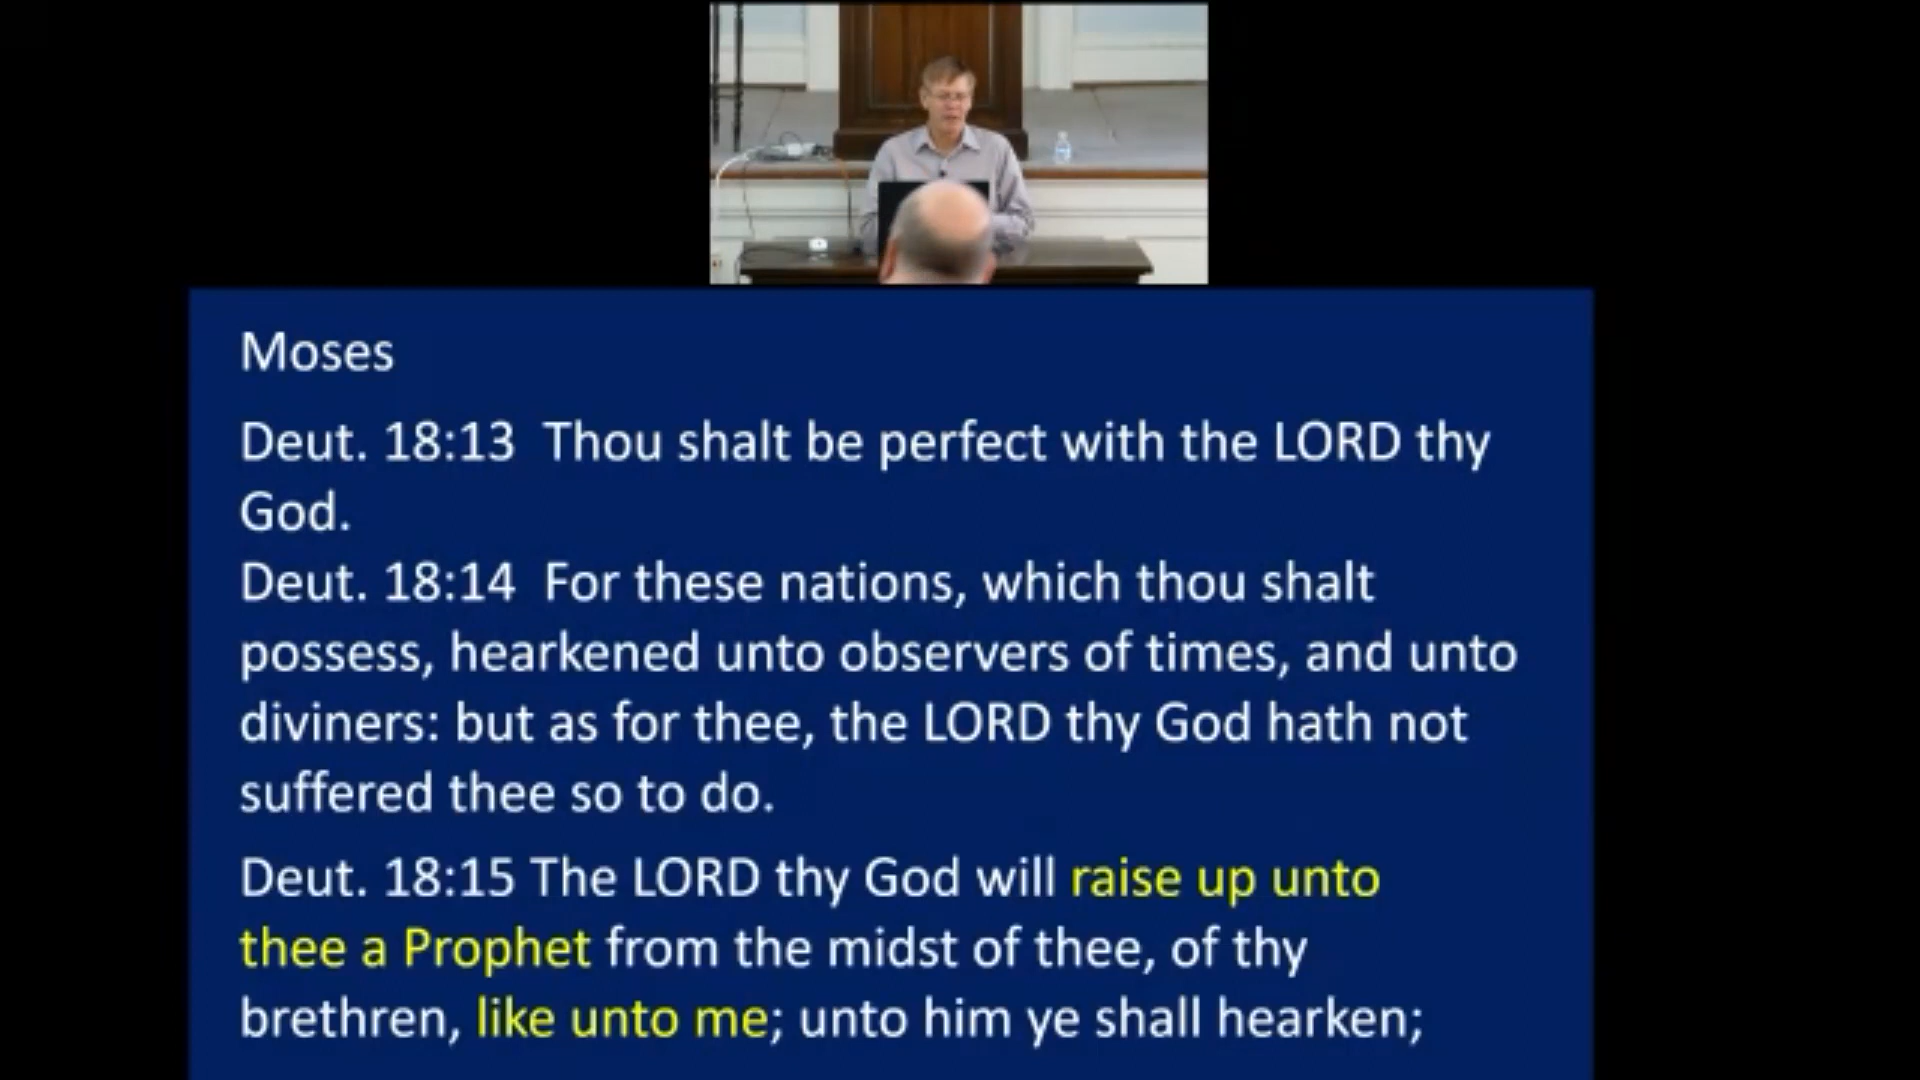 Moses
Deut. 18:13  Thou shalt be perfect with the LORD thy
God.
Deut. 18:14  For these nations, which thou shalt
possess, hearkened unto observers of times, and unto
diviners: but as for thee, the LORD thy God hath not
suffered thee so to do.
Deut. 18:15 The LORD thy God will raise up unto
thee a Prophet from the midst of thee, of thy
brethren, like unto me; unto him ye shall hearken;